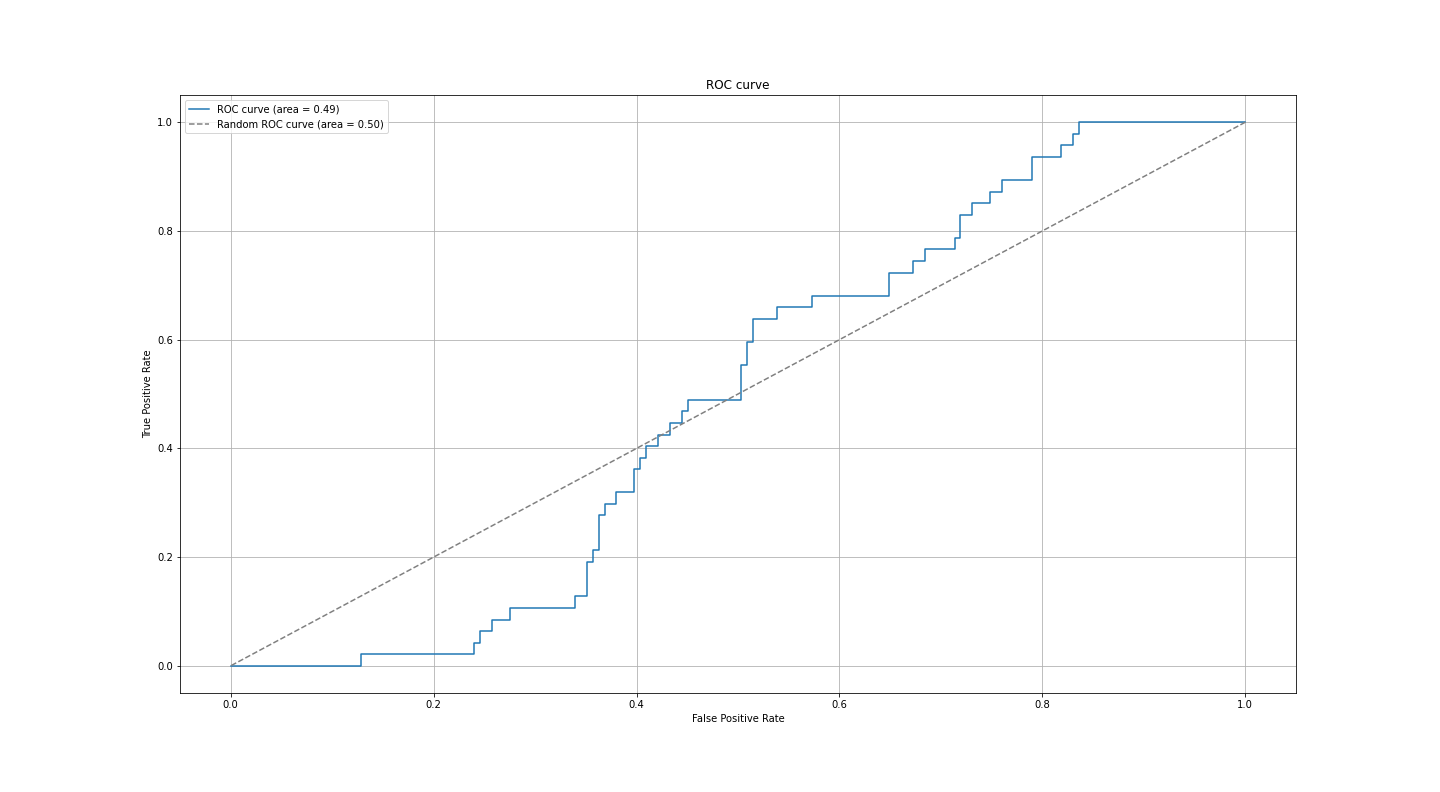 ROC curve
ROC curve (area = 0.49)
Random ROC curve (area = 0.50)
1.0
0.8
0.6
0.4
0.2
0.0
True Positive Rate
0.0 0.2 0.4 0.6 0.8 1.0
False Positive Rate